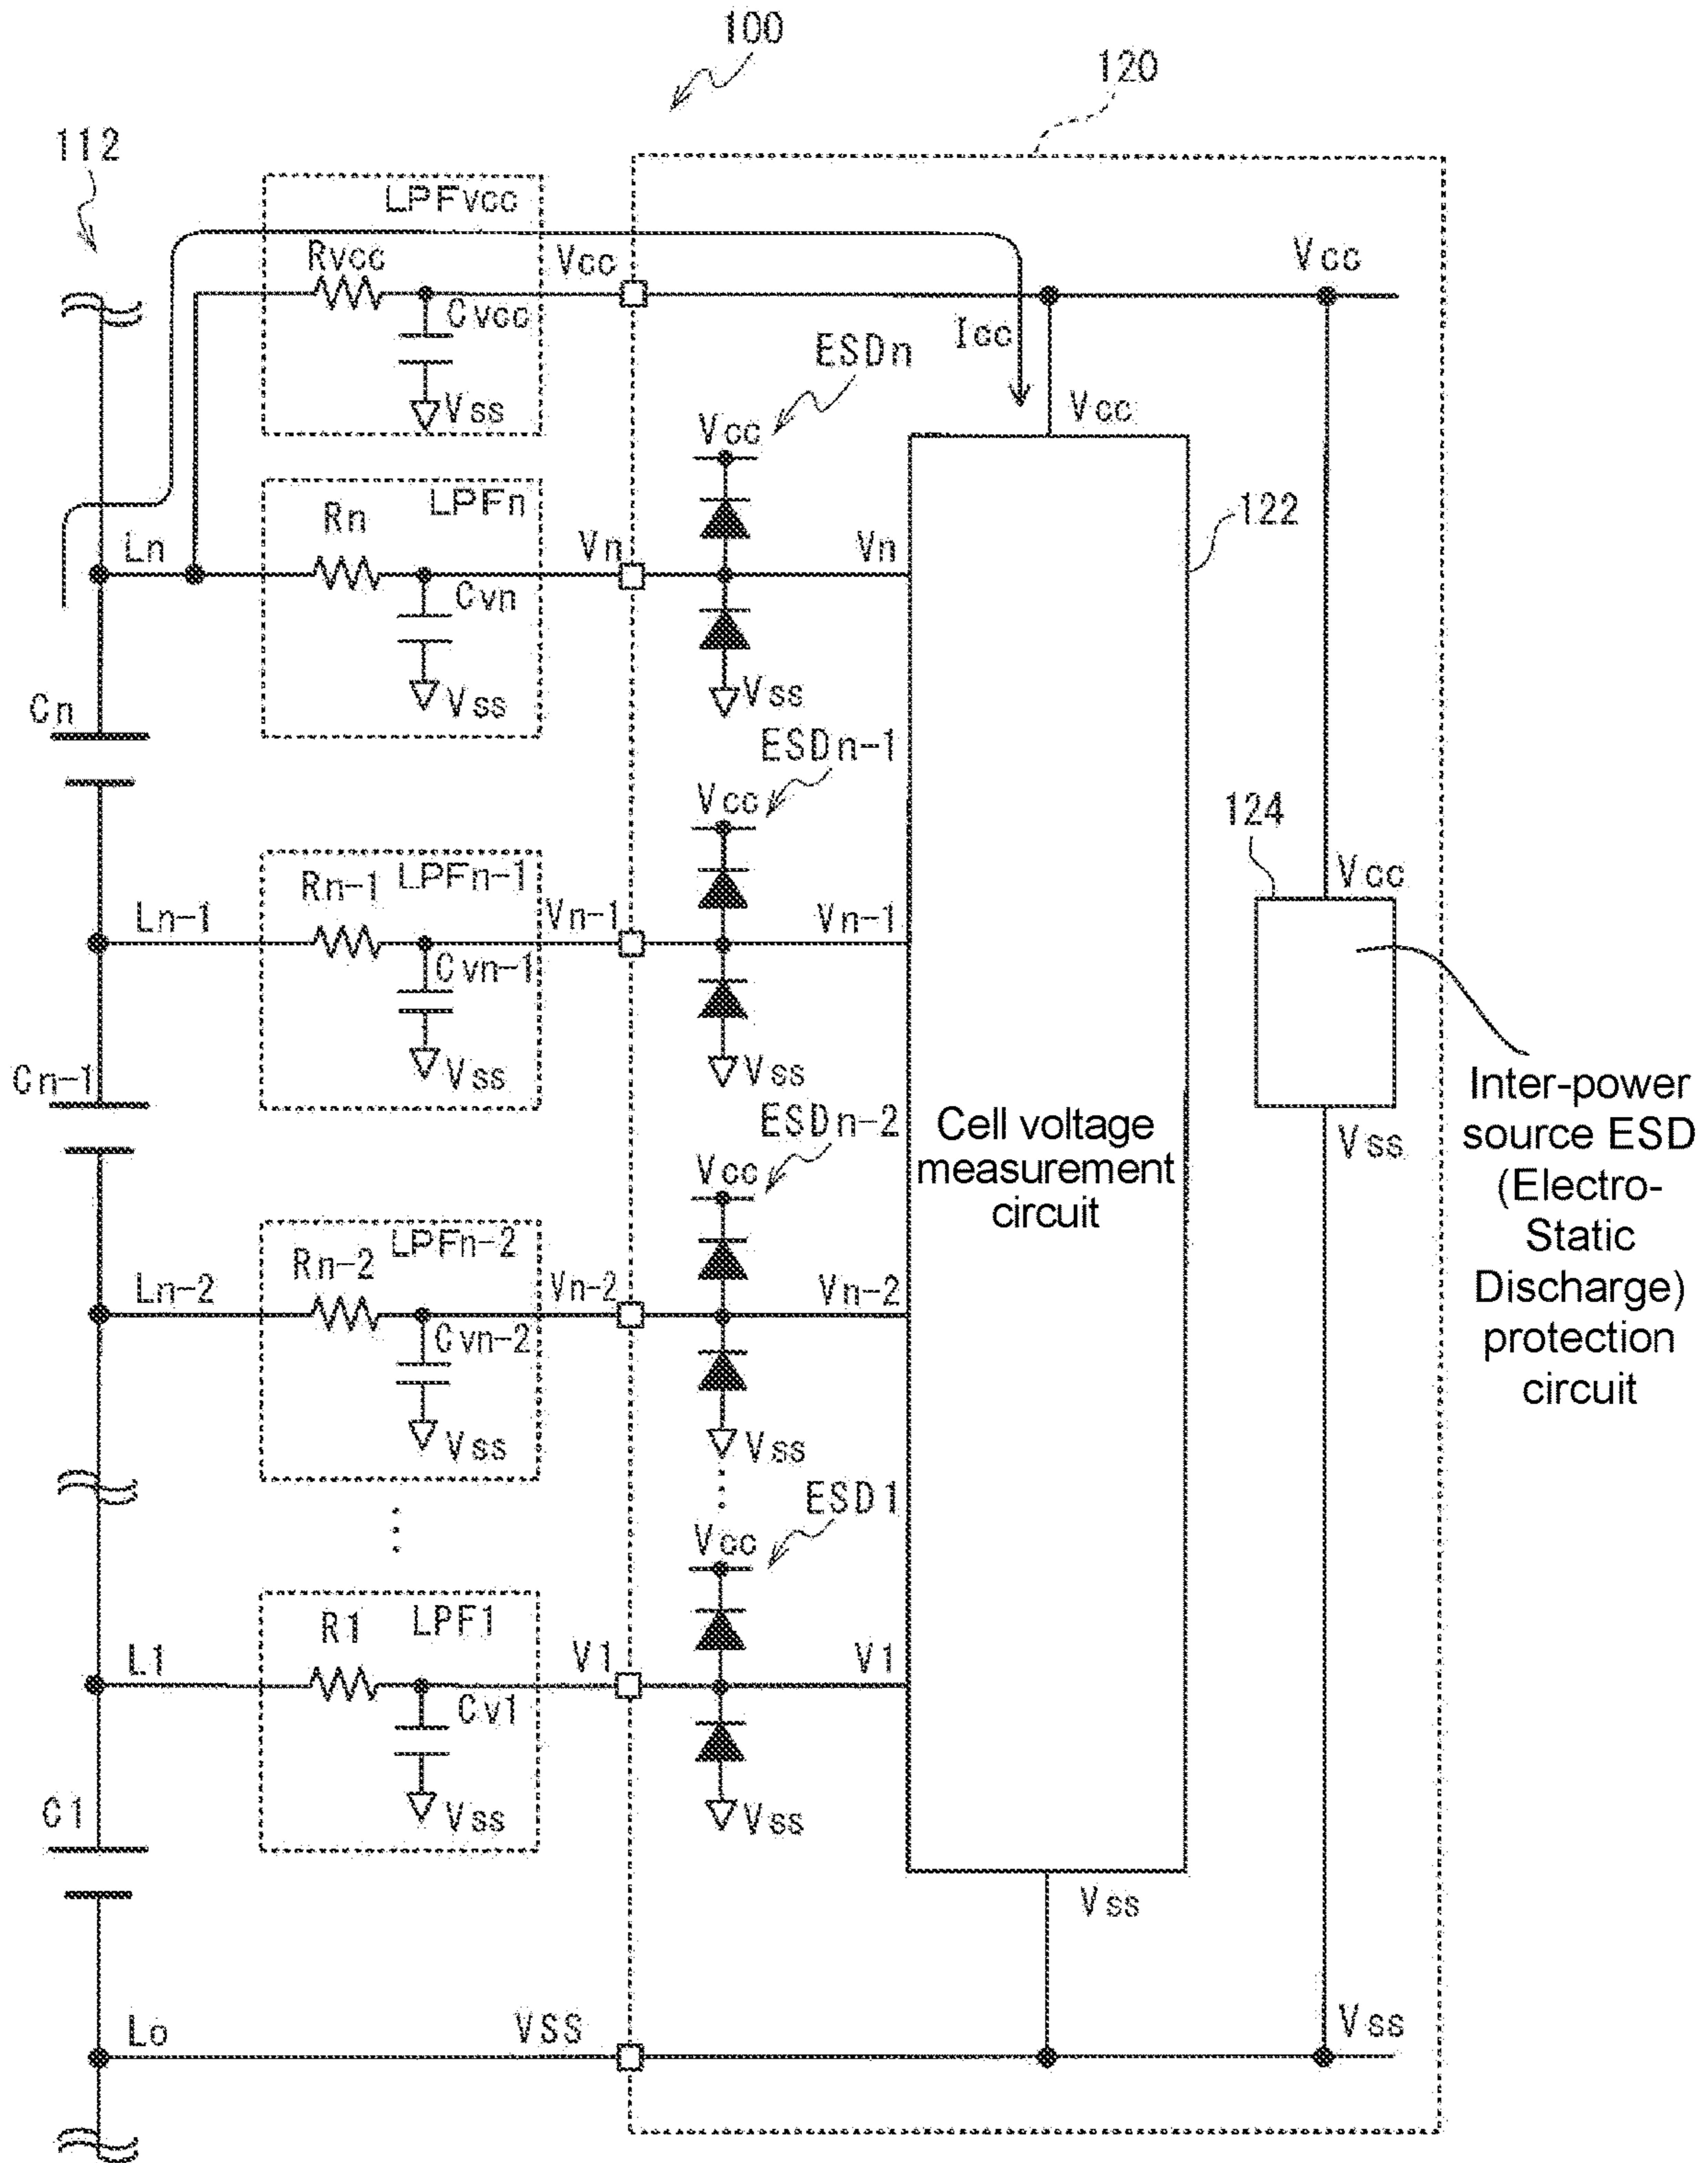 100
120
112
LPFvcc
Rvcc
Vcc
Vcc
Cvcc
Icc
Vss
ESDn
Vcc
Vcc
LPFn
Rn
Ln
Vn
Vn
122
Cvn
Vss
Vss
Cn
ESDn-1
Vcc
124
Vcc
LPFn-1
Rn-1
Ln-1
Vn-1
Vn-1
Cvn-1
Vss
Vss
Cn-1
Inter-power
source ESD
(Electro-
Static
Discharge)
protection
circuit
Vss
ESDn-2
Cell voltage
measurement
circuit
Vcc
LPFn-2
Rn-2
Ln-2
Vn-2
Vn-2
Cvn-2
Vss
Vss
ESD1
Vcc
LPF1
R1
L1
V1
V1
Cv1
Vss
Vss
C1
Vss
Lo
VSS
Vss